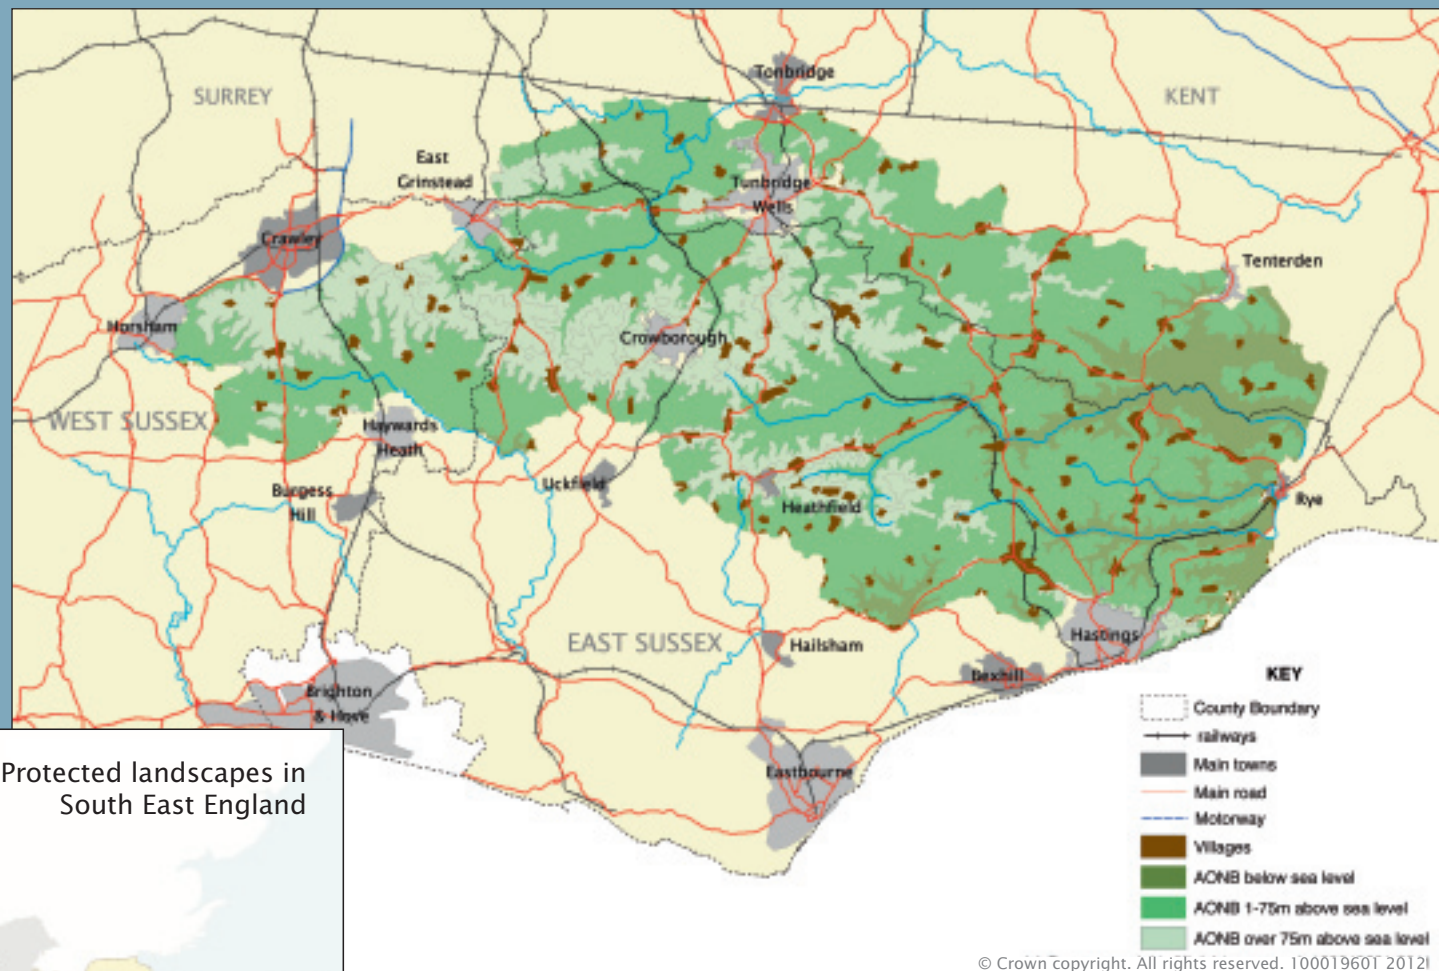 Tonbridge
SURREY
KENT
East
Grinstead
Tunbridge
Wells
Crawley
Tenterden
Horsham
Crowborough
WEST SUSSEX
Haywards
Heath
Uckfield
Burgess
Hill
Heathfield
Rye
EAST SUSSEX
Hailsham
Hastings
Bexhill
Brighton
& Hove
Eastbourne
KEY
County Boundary
railways
Main towns
Main road
Motorway
Villages
AONB below sea level
AONB 1-75m above sea level
AONB over 75m above sea level
Protected landscapes in
South East England
© Crown copyright. All rights reserved. 100019601 2012